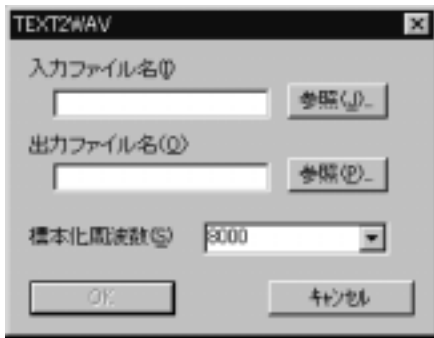 TEXT2WAV
入力ファイル名(I)
参照(J)...
出力ファイル名(O)
参照(P)...
標本化周波数(S) 8000
OK キャンセル